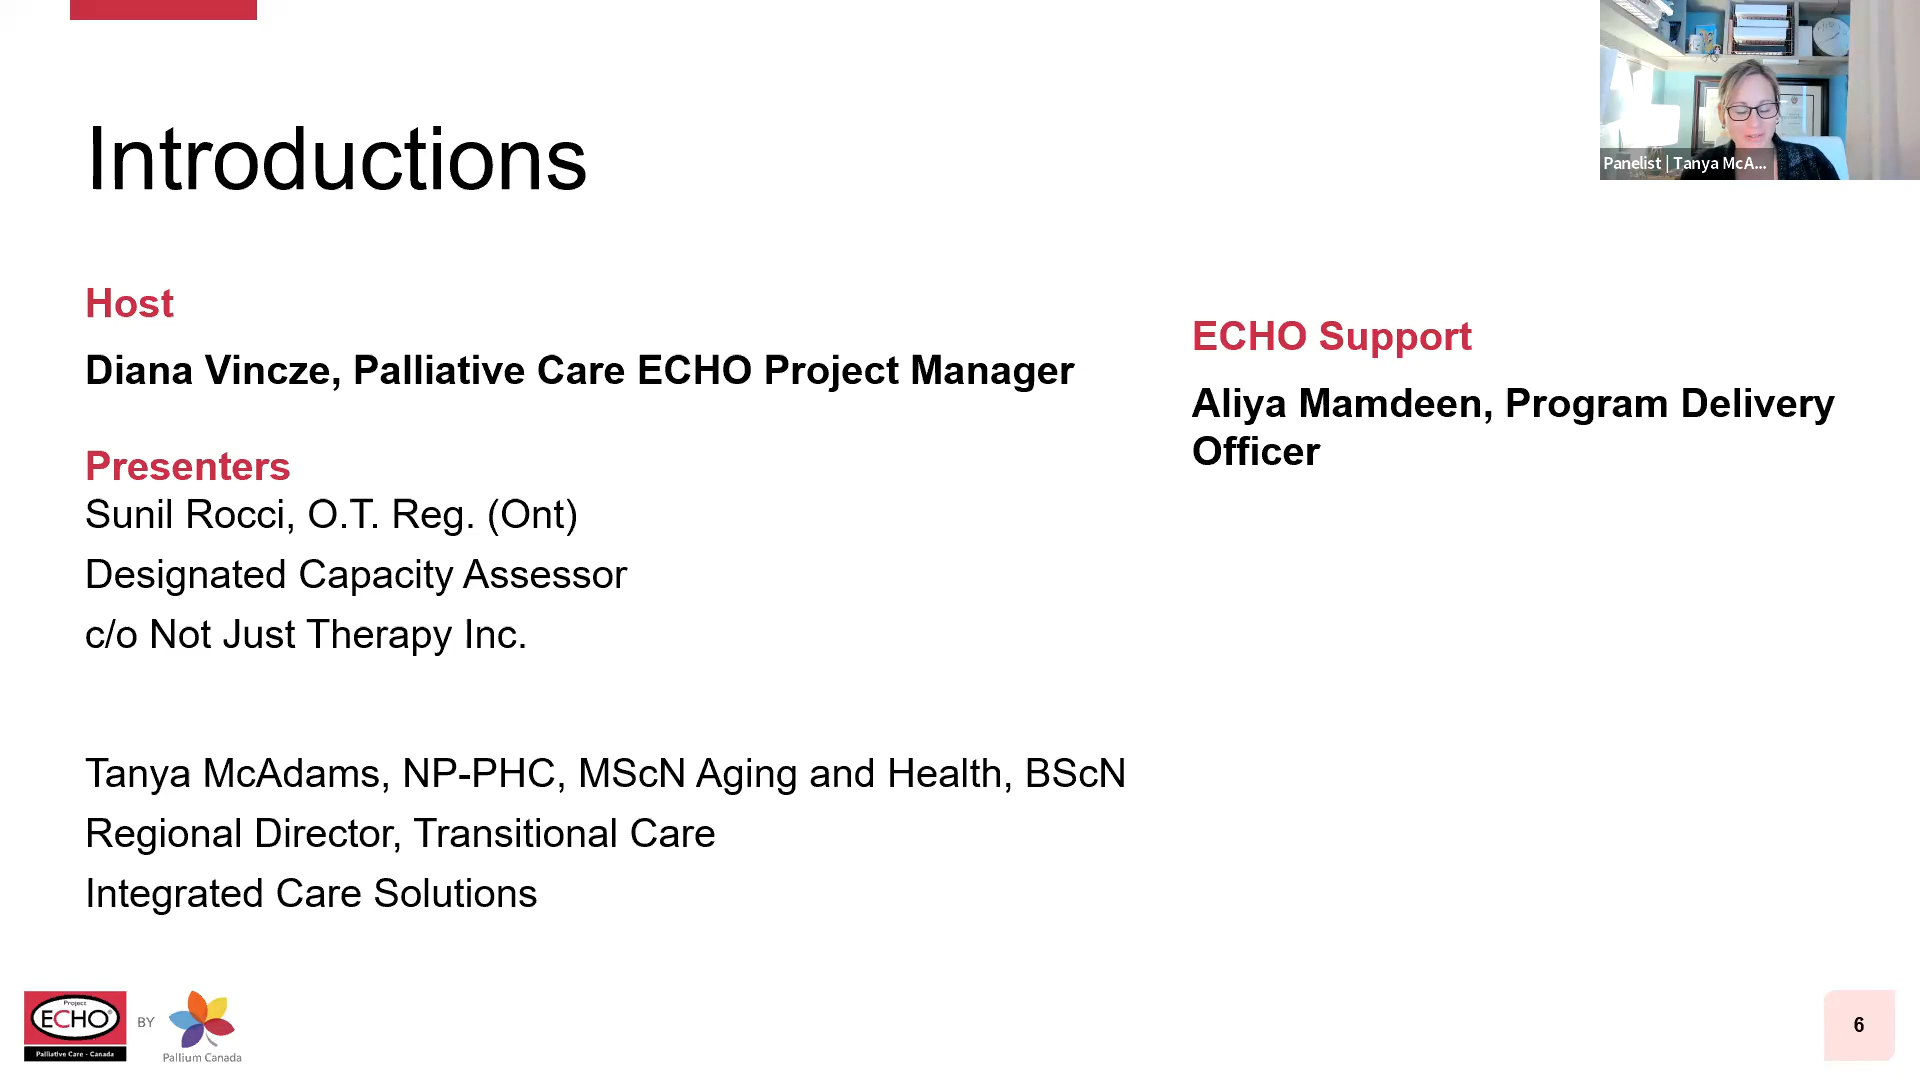 Introductions
Host
Diana Vincze, Palliative Care ECHO Project Manager
Presenters
Sunil Rocci, O.T. Reg. (Ont)
Designated Capacity Assessor
c/o Not Just Therapy Inc.
Tanya McAdams, NP-PHC, MScN Aging and Health, BScN
Regional Director, Transitional Care
Integrated Care Solutions
ECHO Support
Aliya Mamdeen, Program Delivery
Officer
Panelist | Tanya McA...
Project
ECHO®
Palliative Care - Canada
BY
Pallium Canada
6